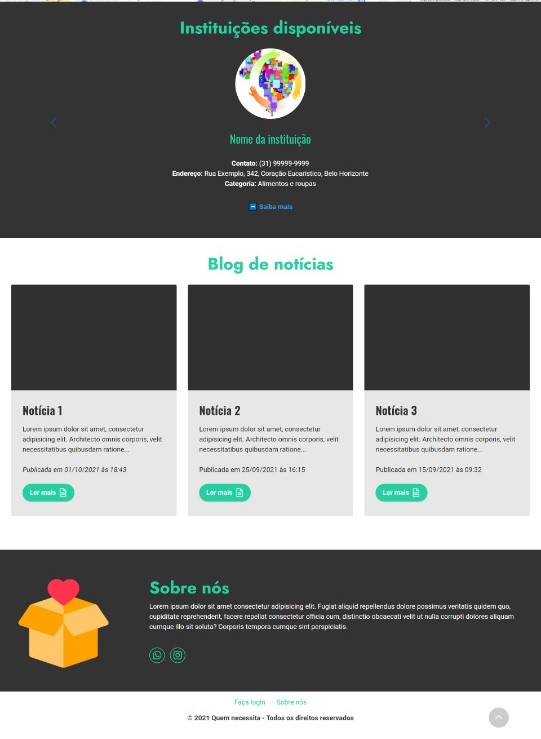 Instituições disponíveis
Nome da instituição
Contato: (31) 99999-9999
Endereço: Rua Exemplo, 342, Coração Eucarístico, Belo Horizonte
Categoria: Alimentos e roupas
Saiba mais
Blog de notícias
Notícia 1
Lorem ipsum dolor sit amet, consectetur
adipisicing elit. Architecto omnis corporis, velit
necessitatibus quibusdam ratione...
Publicada em 01/10/2021 às 18:43
Ler mais
Notícia 2
Lorem ipsum dolor sit amet, consectetur
adipisicing elit. Architecto omnis corporis, velit
necessitatibus quibusdam ratione...
Publicada em 25/09/2021 às 16:15
Ler mais
Notícia 3
Lorem ipsum dolor sit amet, consectetur
adipisicing elit. Architecto omnis corporis, velit
necessitatibus quibusdam ratione...
Publicada em 15/09/2021 às 09:32
Ler mais
Sobre nós
Lorem ipsum dolor sit amet consectetur adipisicing elit. Fugiat aliquid repellendus dolore possimus veritatis quidem quo,
cupiditate reprehenderit, facere repellat consectetur officia cum, distinctio obcaecati velit ut nulla corrupti dolores aliquam
cumque illo sit soluta? Corporis tempora cumque sint perspiciatis.
Faça login Sobre nós
© 2021 Quem necessita - Todos os direitos reservados